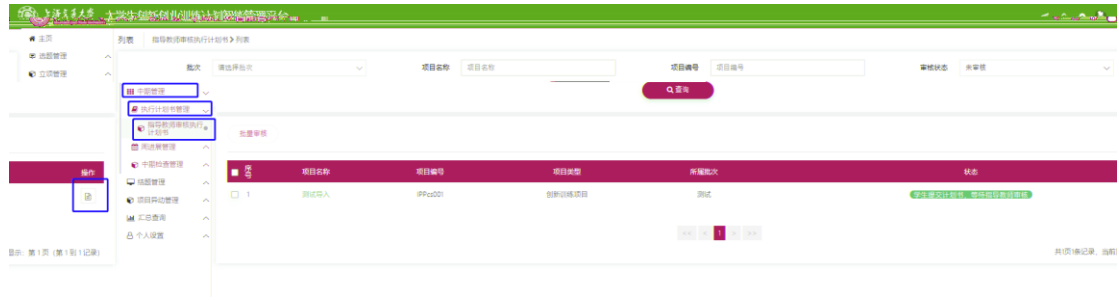 主页
列表 指导教师审核执行计划书 > 列表
选题管理
立项管理
批次 请选择批次 项目名称 项目名称 项目编号 项目编号 审核状态 未审核
中期管理
查询
执行计划书管理
指导教师审核执行
计划书
批量审核
周进展管理
中期检查管理
操作 序号 项目名称 项目编号 项目类型 所属批次 状态
结题管理
1 测试导入 IPPcs001 创新训练项目 测试 学生提交计划书,需导指导教师审核
项目异动管理
汇总查询
<< < 1 > >>
个人设置
显示: 第 1 页 (第 1 到 1 记录)
共1页1条记录,当前